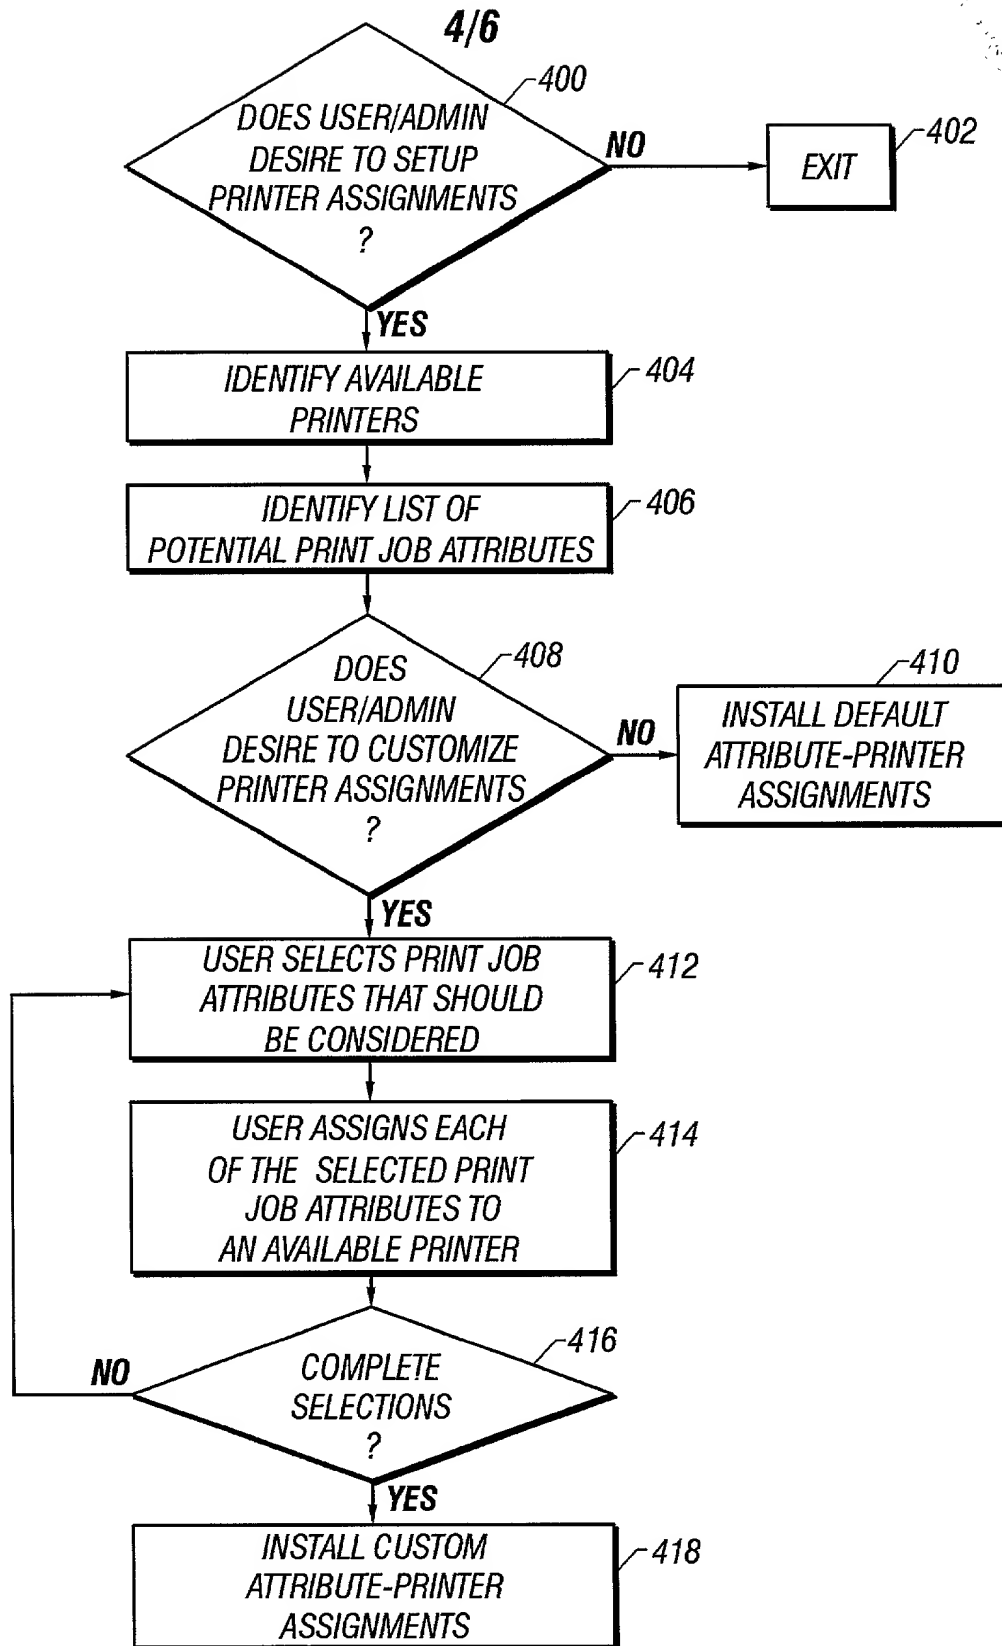 4/6
400
DOES USER/ADMIN
DESIRE TO SETUP
PRINTER ASSIGNMENTS
?
NO
EXIT
402
YES
IDENTIFY AVAILABLE
PRINTERS
404
IDENTIFY LIST OF
POTENTIAL PRINT JOB ATTRIBUTES
406
DOES
USER/ADMIN
DESIRE TO CUSTOMIZE
PRINTER ASSIGNMENTS
?
408
NO
410
INSTALL DEFAULT
ATTRIBUTE-PRINTER
ASSIGNMENTS
YES
USER SELECTS PRINT JOB
ATTRIBUTES THAT SHOULD
BE CONSIDERED
412
USER ASSIGNS EACH
OF THE SELECTED PRINT
JOB ATTRIBUTES TO
AN AVAILABLE PRINTER
414
COMPLETE
SELECTIONS
?
416
NO
YES
INSTALL CUSTOM
ATTRIBUTE-PRINTER
ASSIGNMENTS
418